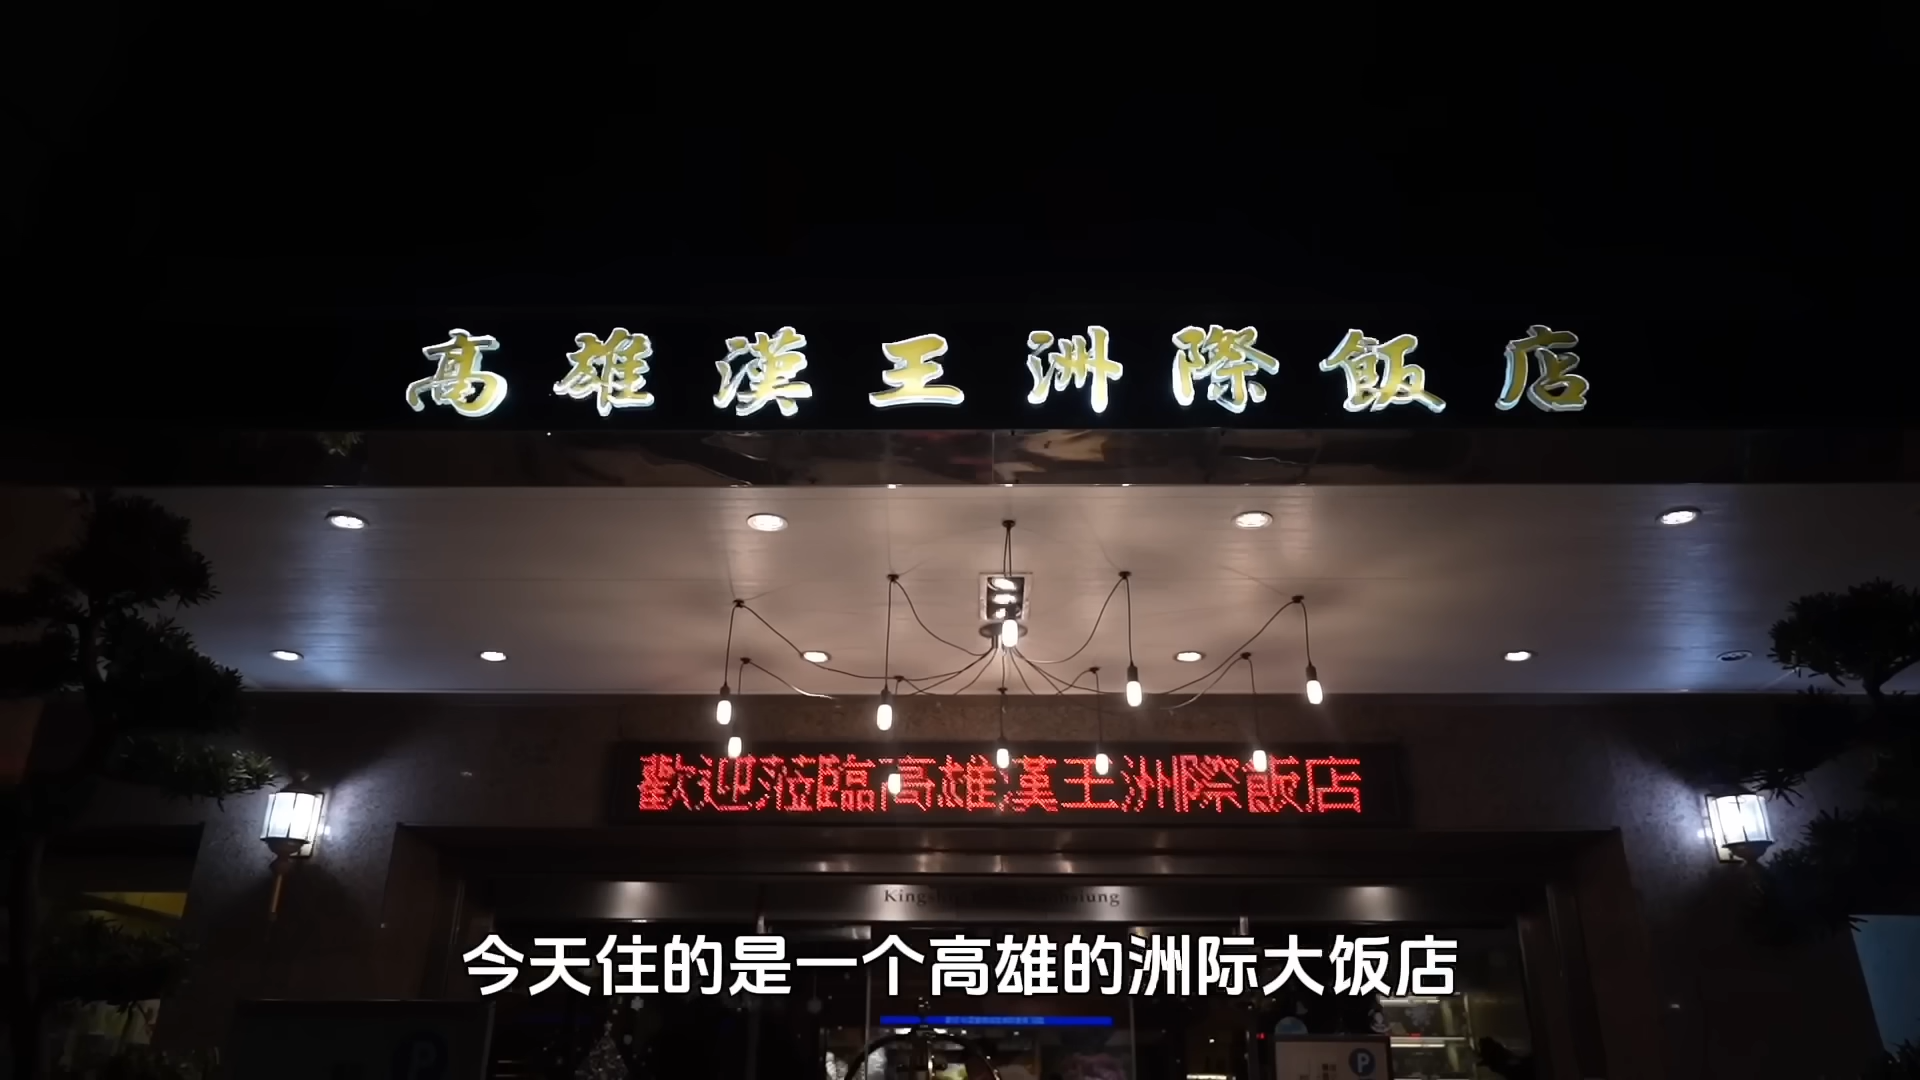 高雄漢王洲際飯店
歡迎蒞臨高雄漢王洲際飯店
今天住的是一个高雄的洲际大饭店
P
P